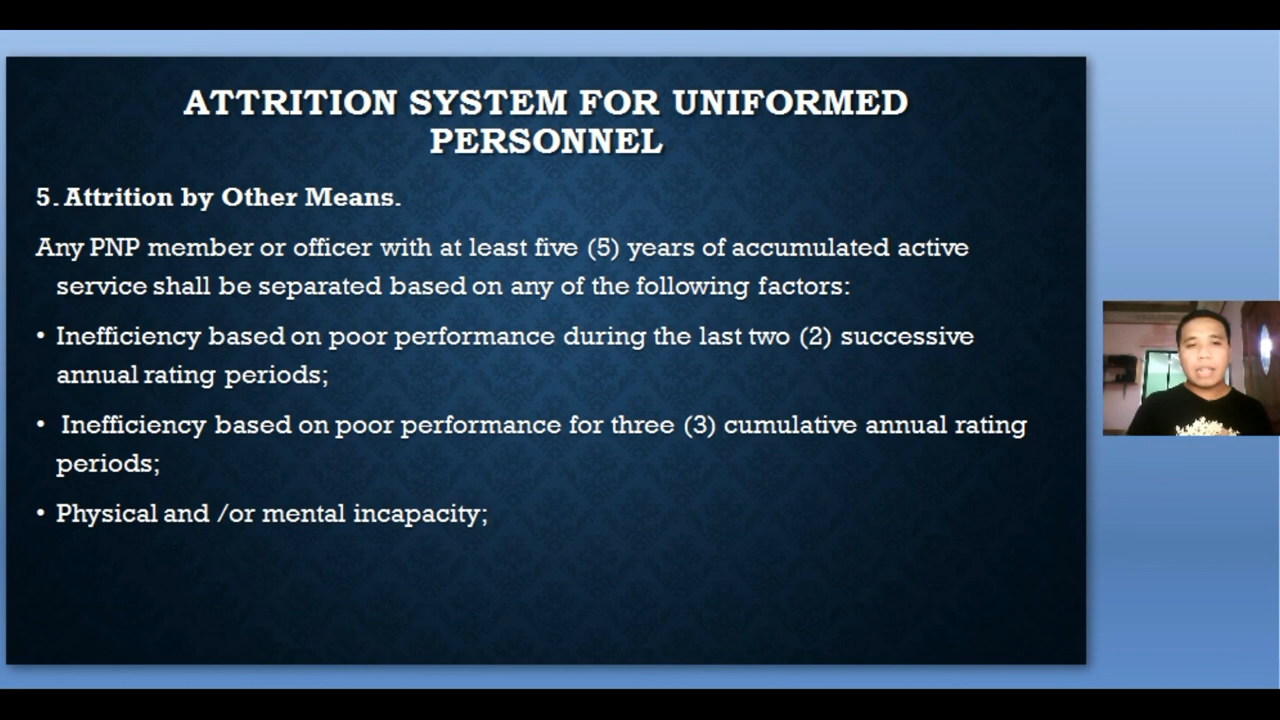 ATTRITION SYSTEM FOR UNIFORMED
PERSONNEL
5. Attrition by Other Means.
Any PNP member or officer with at least five (5) years of accumulated active
service shall be separated based on any of the following factors:
• Inefficiency based on poor performance during the last two (2) successive
annual rating periods;
• Inefficiency based on poor performance for three (3) cumulative annual rating
periods;
• Physical and /or mental incapacity;